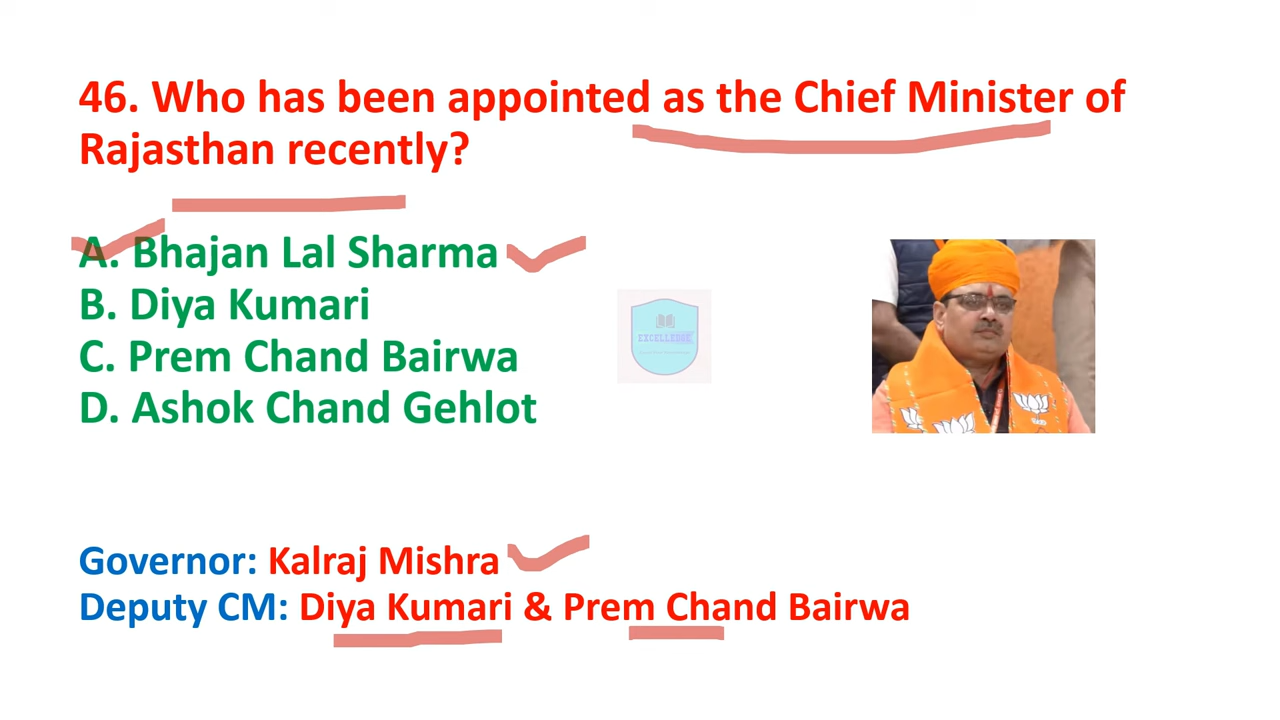 46. Who has been appointed as the Chief Minister of
Rajasthan recently?
A. Bhajan Lal Sharma
B. Diya Kumari
C. Prem Chand Bairwa
D. Ashok Chand Gehlot
EXCELLEDGE
Governor: Kalraj Mishra
Deputy CM: Diya Kumari & Prem Chand Bairwa